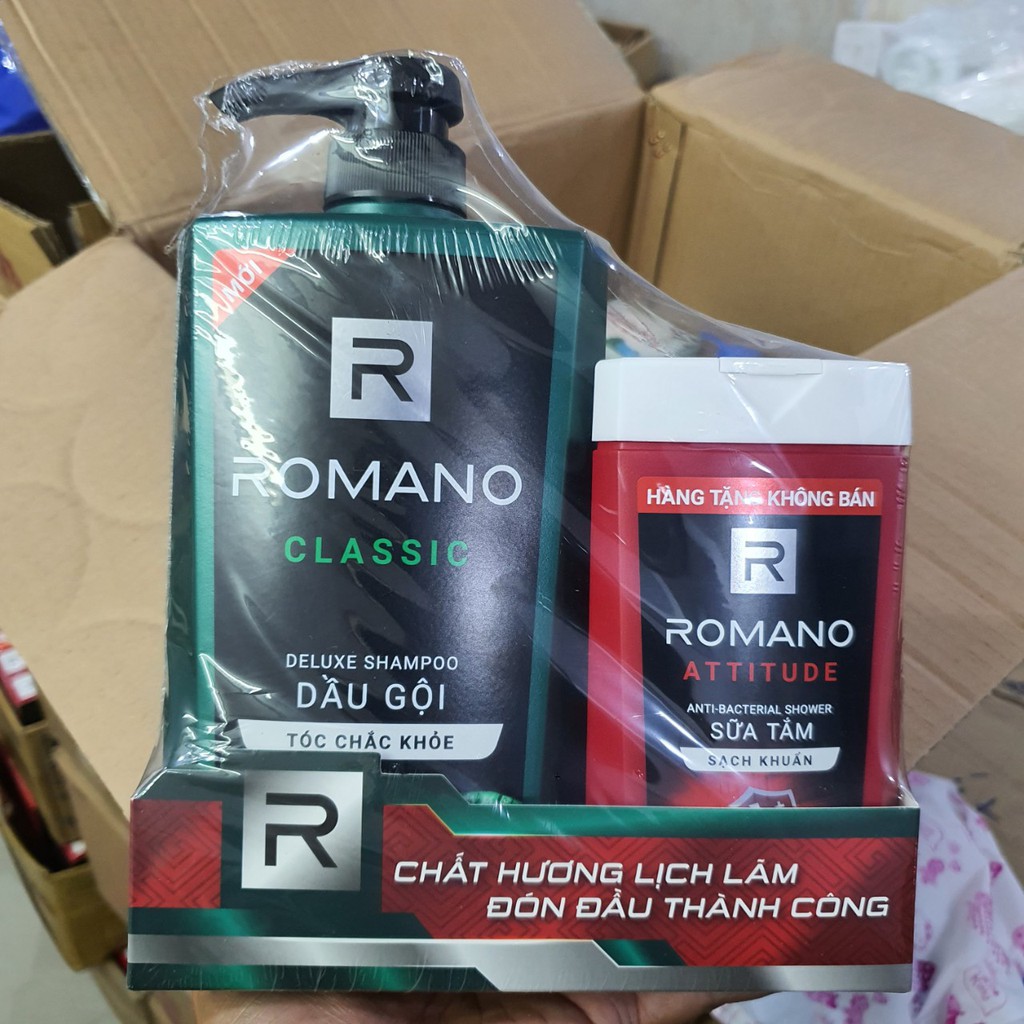 MỚI
R
ROMANO
CLASSIC
DELUXE SHAMPOO
DẦU GỘI
TÓC CHẮC KHỎE
HÀNG TẶNG KHÔNG BÁN
R
ROMANO
ATTITUDE
ANTI-BACTERIAL SHOWER
SỮA TẮM
SẠCH KHUẨN
R
CHẤT HƯƠNG LỊCH LÃM
ĐÓN ĐẦU THÀNH CÔNG